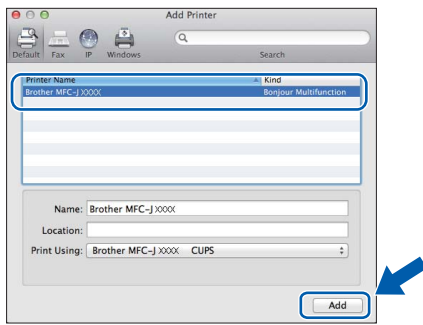 Add Printer
Default Fax IP Windows Search
Printer Name Kind
Brother MFC-J XXXX Bonjour Multifunction
Name: Brother MFC-J XXXX
Location:
Print Using: Brother MFC-J XXXX CUPS
Add